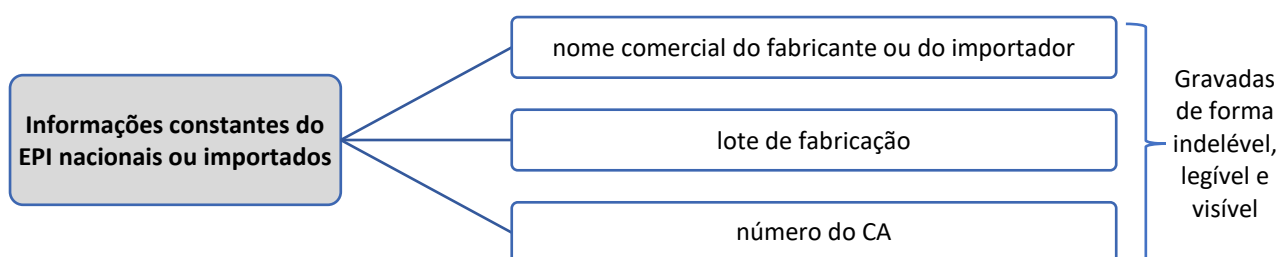 Informações constantes do
EPI nacionais ou importados
nome comercial do fabricante ou do importador
lote de fabricação
número do CA
Gravadas
de forma
indelével,
legível e
visível